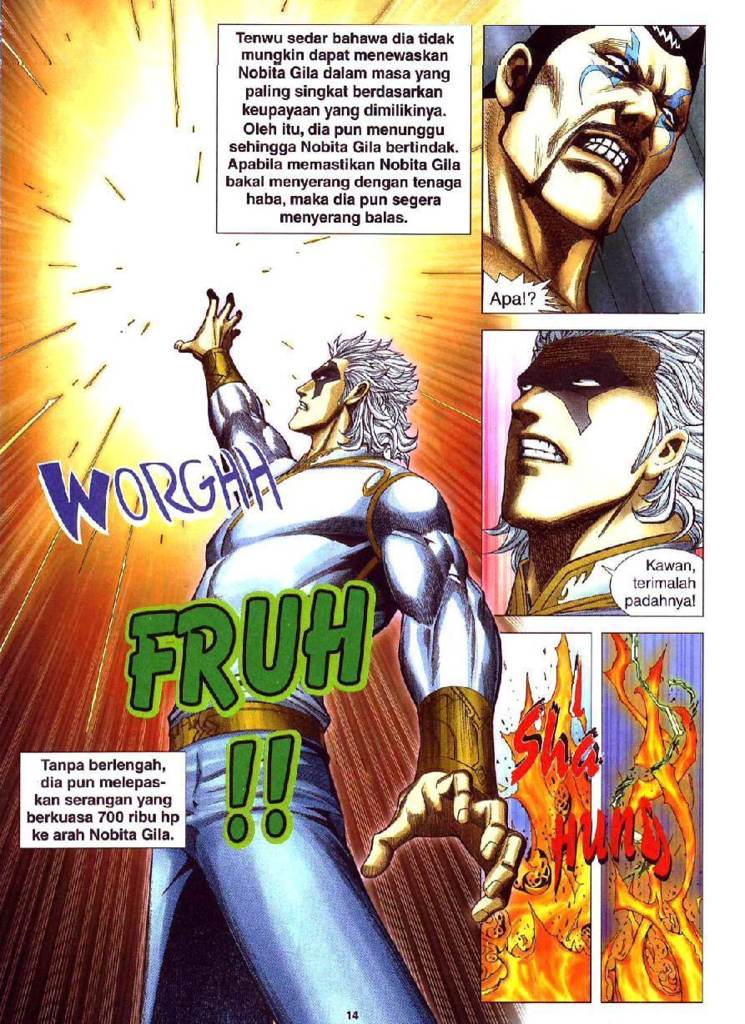 Tenwu sedar bahawa dia tidak
mungkin dapat menewaskan
Nobita Gila dalam masa yang
paling singkat berdasarkan
keupayaan yang dimilikinya.
Oleh itu, dia pun menunggu
sehingga Nobita Gila bertindak.
Apabila memastikan Nobita Gila
bakal menyerang dengan tenaga
haba, maka dia pun segera
menyerang balas.
Apa!?
WORGHH
Kawan,
terimalah
padahnya!
FRUH
!!
Sha
Hung
Tanpa berlengah,
dia pun melepas-
kan serangan yang
berkuasa 700 ribu hp
ke arah Nobita Gila.
14